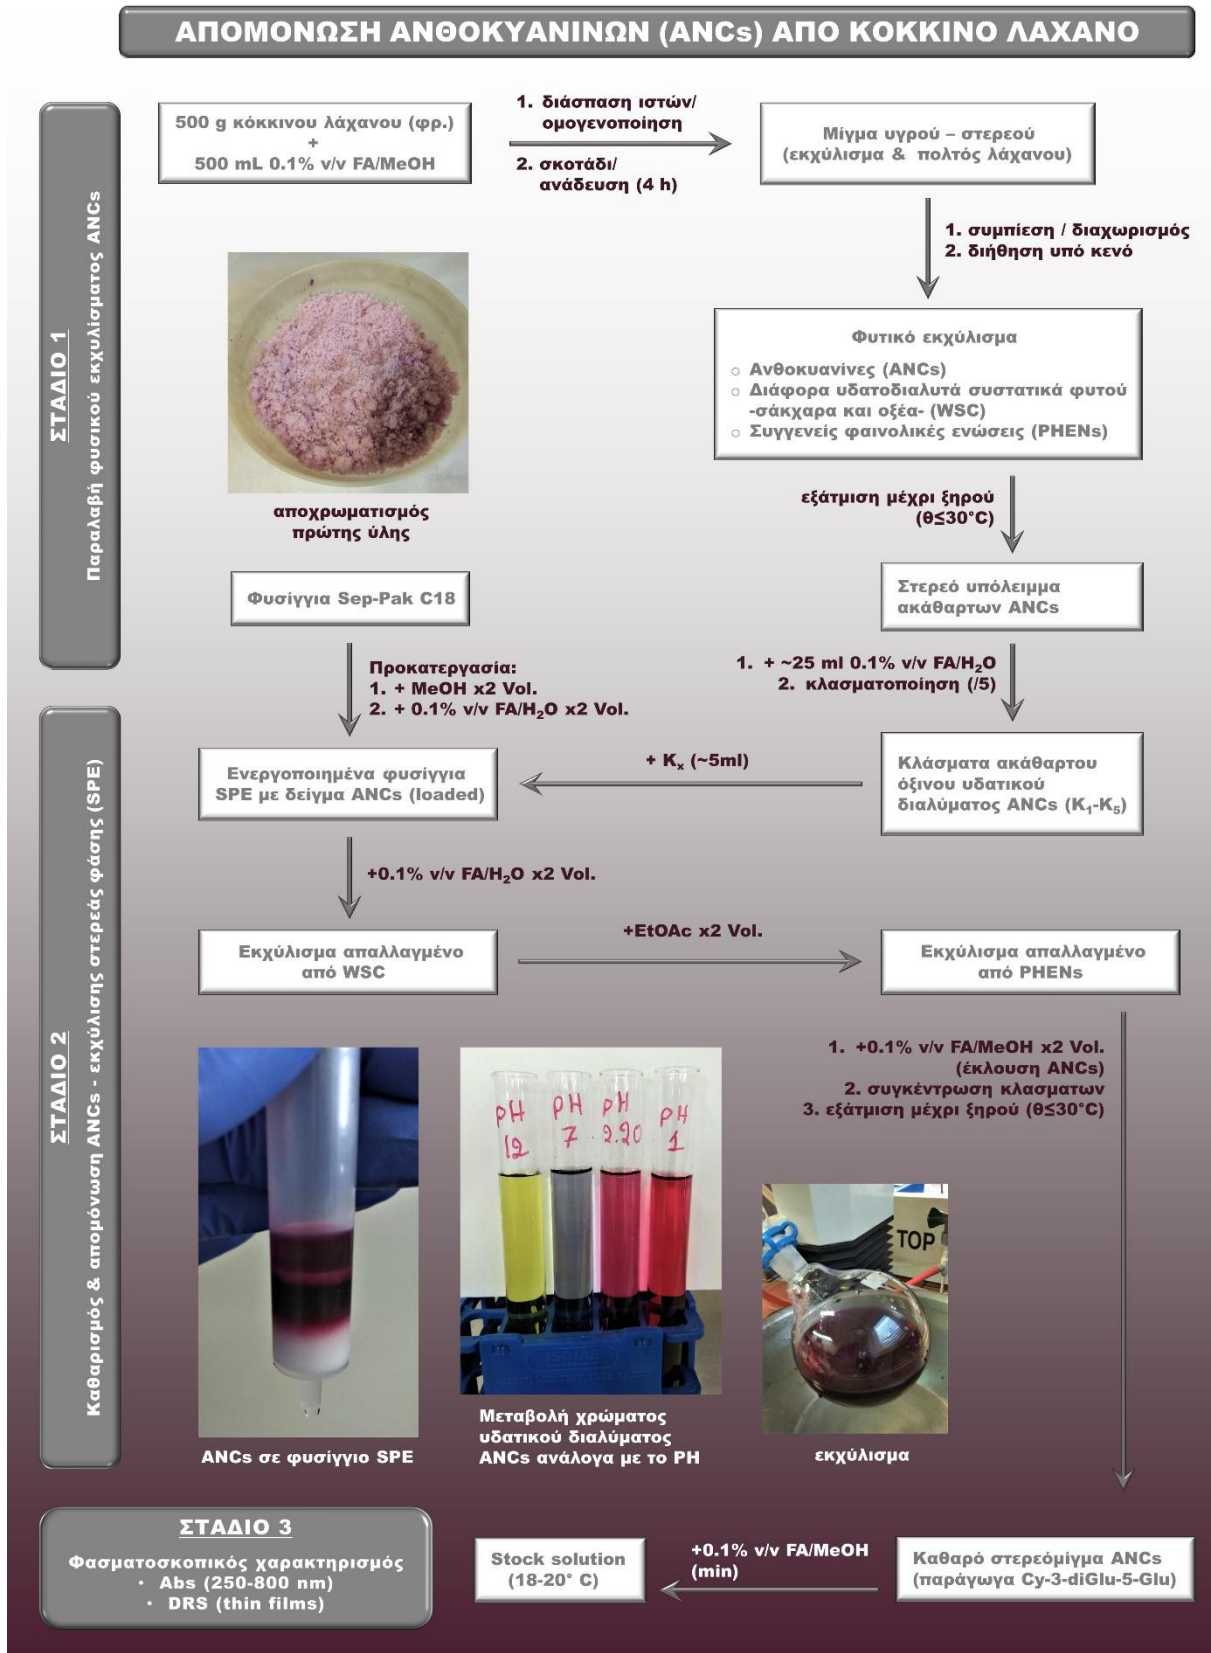 ΑΠΟΜΟΝΩΣΗ ΑΝΘΟΚΥΑΝΙΝΩΝ (ANCs) ΑΠΟ ΚΟΚΚΙΝΟ ΛΑΧΑΝΟ
ΣΤΑΔΙΟ 1
Παραλαβή φυσικού εκχυλίσματος ANCs
500 g κόκκινου λάχανου (φρ.)
+
500 mL 0.1% v/v FA/MeOH
1. διάσπαση ιστών/
ομογενοποίηση
2. σκοτάδι/
ανάδευση (4 h)
Μίγμα υγρού – στερεού
(εκχύλισμα & πολτός λάχανου)
1. συμπίεση / διαχωρισμός
2. διήθηση υπό κενό
Φυτικό εκχύλισμα
○ Ανθοκυανίνες (ANCs)
○ Διάφορα υδατοδιαλυτά συστατικά φυτού
-σάκχαρα και οξέα- (WSC)
○ Συγγενείς φαινολικές ενώσεις (PHENs)
αποχρωματισμός
πρώτης ύλης
εξάτμιση μέχρι ξηρού
(θ≤30°C)
Φυσίγγια Sep-Pak C18
Στερεό υπόλειμμα
ακάθαρτων ANCs
Προκατεργασία:
1. + MeOH x2 Vol.
2. + 0.1% v/v FA/H₂O x2 Vol.
1. + ~25 ml 0.1% v/v FA/H₂O
2. κλασματοποίηση (/5)
ΣΤΑΔΙΟ 2
Καθαρισμός & απομόνωση ANCs - εκχύλισης στερεάς φάσης (SPE)
Ενεργοποιημένα φυσίγγια
SPE με δείγμα ANCs (loaded)
+ Kₓ (~5ml)
Κλάσματα ακάθαρτου
όξινου υδατικού
διαλύματος ANCs (K₁-K₅)
+0.1% v/v FA/H₂O x2 Vol.
Εκχύλισμα απαλλαγμένο
από WSC
+EtOAc x2 Vol.
Εκχύλισμα απαλλαγμένο
από PHENs
1. +0.1% v/v FA/MeOH x2 Vol.
(έκλουση ANCs)
2. συγκέντρωση κλασματων
3. εξάτμιση μέχρι ξηρού (θ≤30°C)
PH
12
PH
7
PH
2.20
PH
1
TOP
ANCs σε φυσίγγιο SPE
Μεταβολή χρώματος
υδατικού διαλύματος
ANCs ανάλογα με το PH
εκχύλισμα
ΣΤΑΔΙΟ 3
Φασματοσκοπικός χαρακτηρισμός
• Abs (250-800 nm)
• DRS (thin films)
Stock solution
(18-20° C)
+0.1% v/v FA/MeOH
(min)
Καθαρό στερεόμίγμα ANCs
(παράγωγα Cy-3-diGlu-5-Glu)